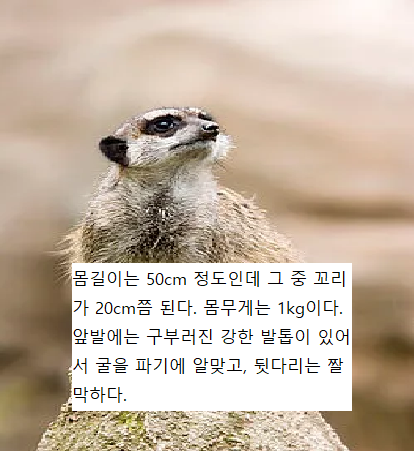 몸길이는 50cm 정도인데 그 중 꼬리
가 20cm쯤 된다. 몸무게는 1kg이다.
앞발에는 구부러진 강한 발톱이 있어
서 굴을 파기에 알맞고, 뒷다리는 짤
막하다.